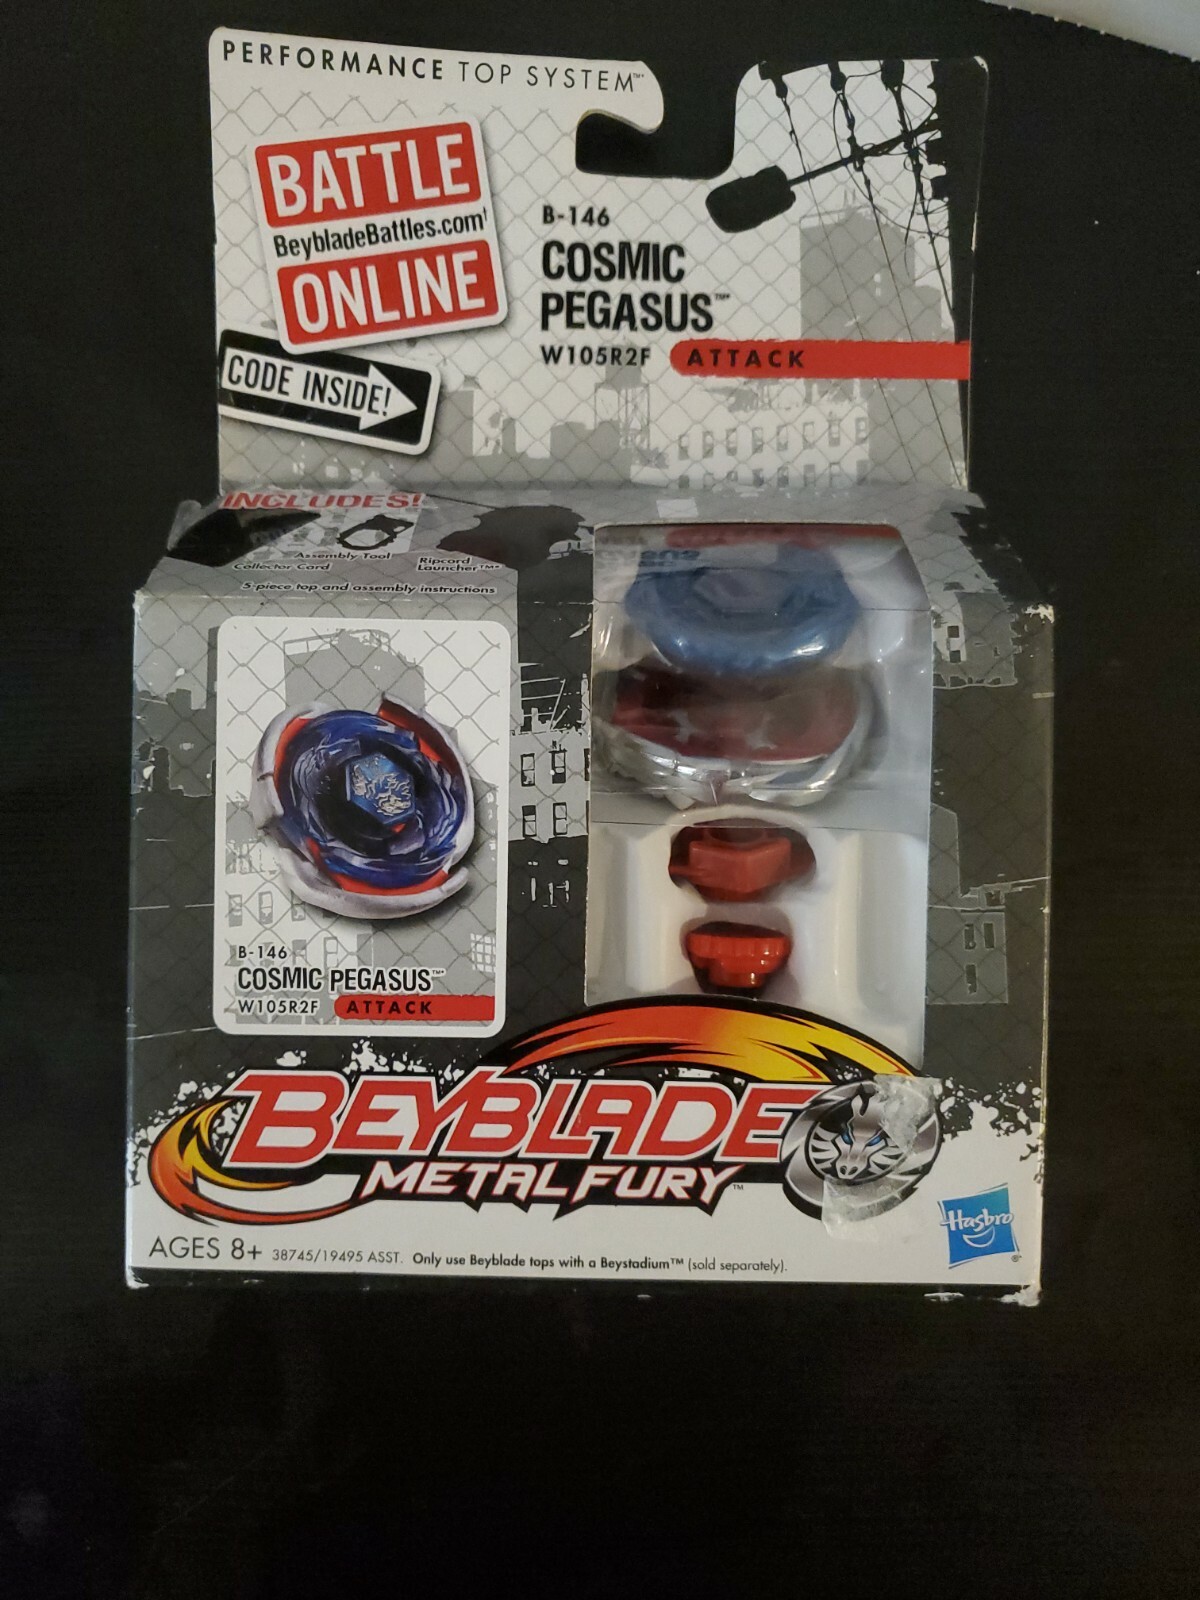 PERFORMANCE TOP SYSTEM™
BATTLE
BeybladeBattles.com
ONLINE
CODE INSIDE!
B-146
COSMIC
PEGASUS™
W105R2F ATTACK
INCLUDES!
Assembly Tool
Collector Card
Ripcord
Launcher™*
5-piece top and assembly instructions
B-146
COSMIC PEGASUS™
W105R2F ATTACK
BEYBLADE
METAL FURY™
Hasbro®
AGES 8+ 38745/19495 ASST. Only use Beyblade tops with a Beystadium™ (sold separately).